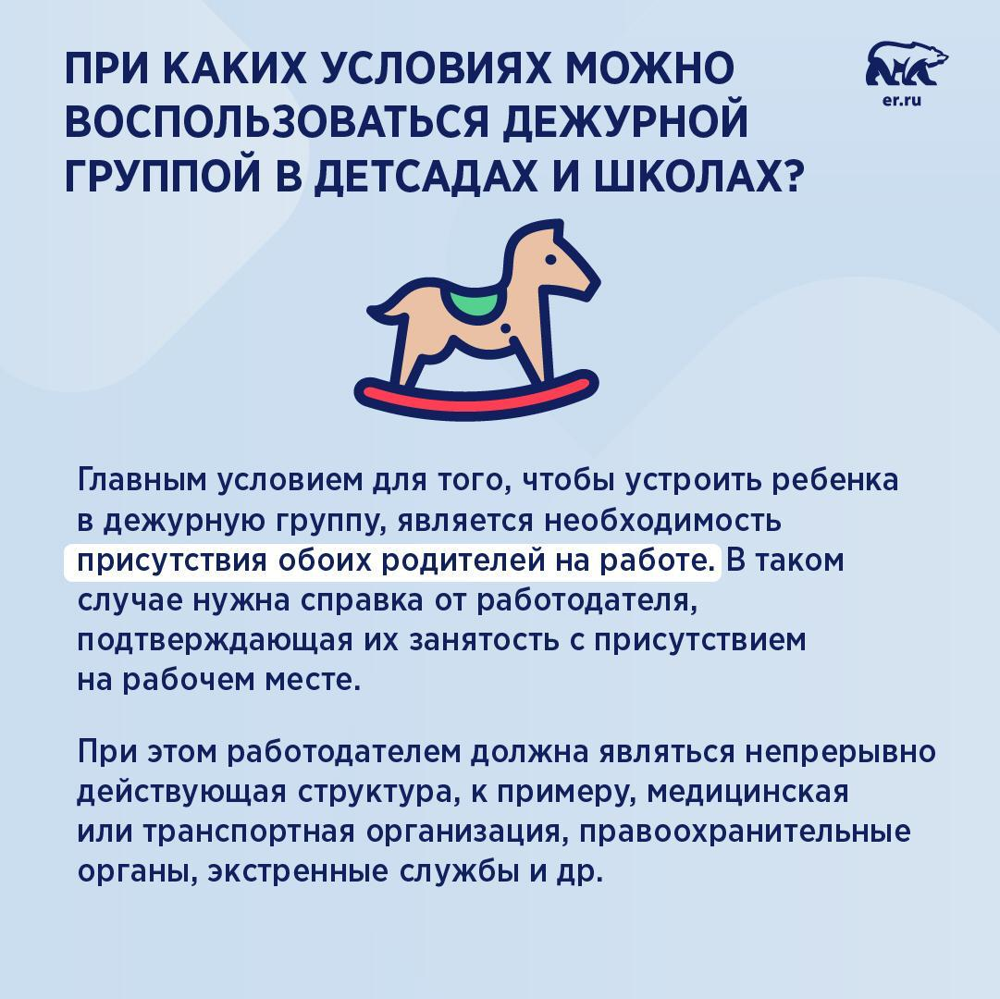 ПРИ КАКИХ УСЛОВИЯХ МОЖНО
ВОСПОЛЬЗОВАТЬСЯ ДЕЖУРНОЙ
ГРУППОЙ В ДЕТСАДАХ И ШКОЛАХ?
er.ru
Главным условием для того, чтобы устроить ребенка
в дежурную группу, является необходимость
присутствия обоих родителей на работе. В таком
случае нужна справка от работодателя,
подтверждающая их занятость с присутствием
на рабочем месте.
При этом работодателем должна являться непрерывно
действующая структура, к примеру, медицинская
или транспортная организация, правоохранительные
органы, экстренные службы и др.